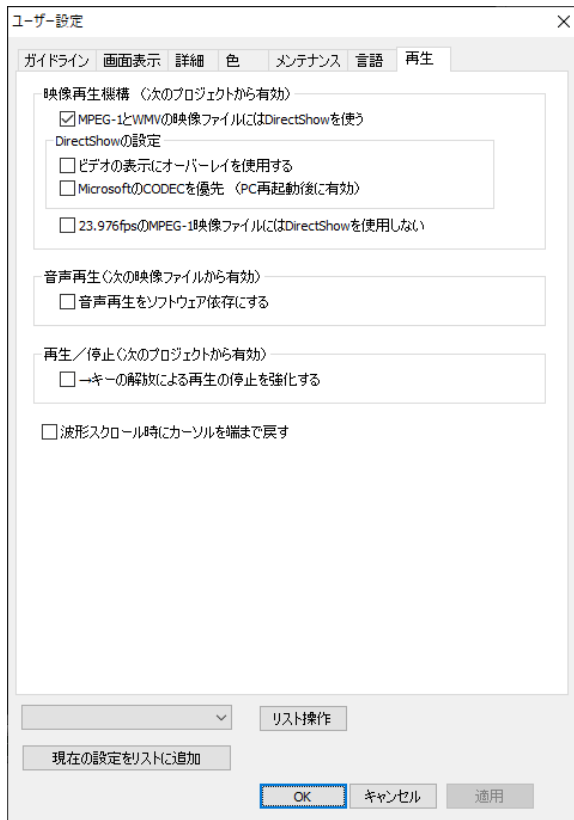 ユーザー設定
ガイドライン 画面表示 詳細 色 メンテナンス 言語 再生
映像再生機構 （次のプロジェクトから有効）
MPEG-1とWMVの映像ファイルにはDirectShowを使う
DirectShowの設定
ビデオの表示にオーバーレイを使用する
MicrosoftのCODECを優先 （PC再起動後に有効）
23.976fpsのMPEG-1映像ファイルにはDirectShowを使用しない
音声再生（次の映像ファイルから有効）
音声再生をソフトウェア依存にする
再生／停止（次のプロジェクトから有効）
→キーの解放による再生の停止を強化する
波形スクロール時にカーソルを端まで戻す
リスト操作
現在の設定をリストに追加
OK キャンセル 適用